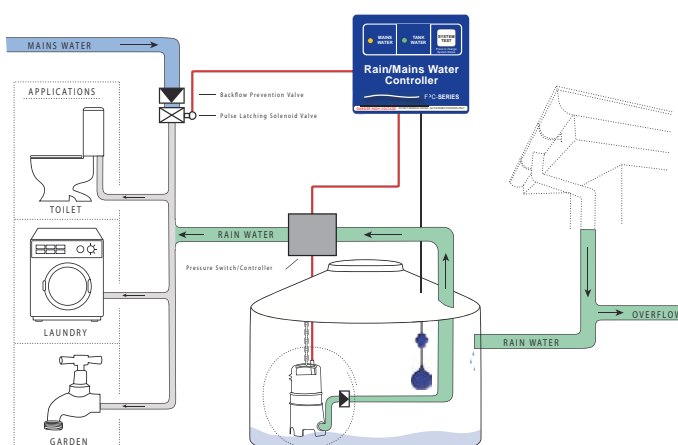 MAINS WATER
MAINS
WATER
TANK
WATER
SYSTEM
TEST
Rain/Mains Water
Controller
-SERIES
APPLICATIONS
Backflow Prevention Valve
Pulse Latching Solenoid Valve
TOILET
RAIN WATER
Pressure Switch/Controller
LAUNDRY
OVERFLOW
RAIN WATER
GARDEN